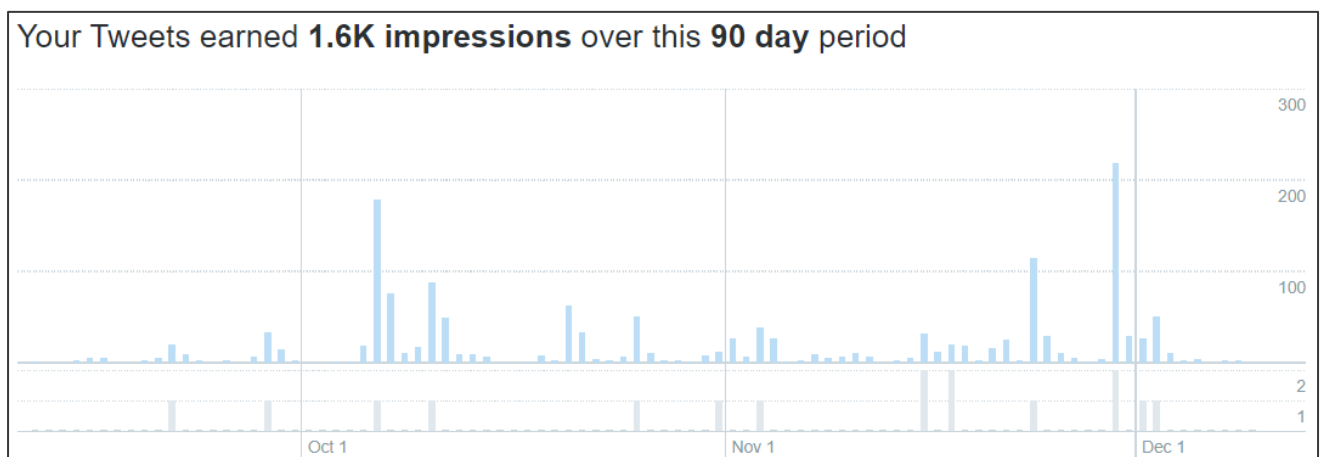 Your Tweets earned 1.6K impressions over this 90 day period
300
200
100
2
1
Oct 1
Nov 1
Dec 1